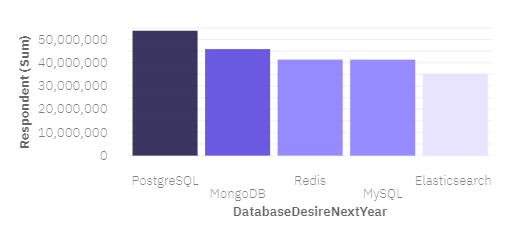 Respondent (Sum)
50,000,000
40,000,000
30,000,000
20,000,000
10,000,000
0
PostgreSQL
MongoDB
Redis
MySQL
Elasticsearch
DatabaseDesireNextYear